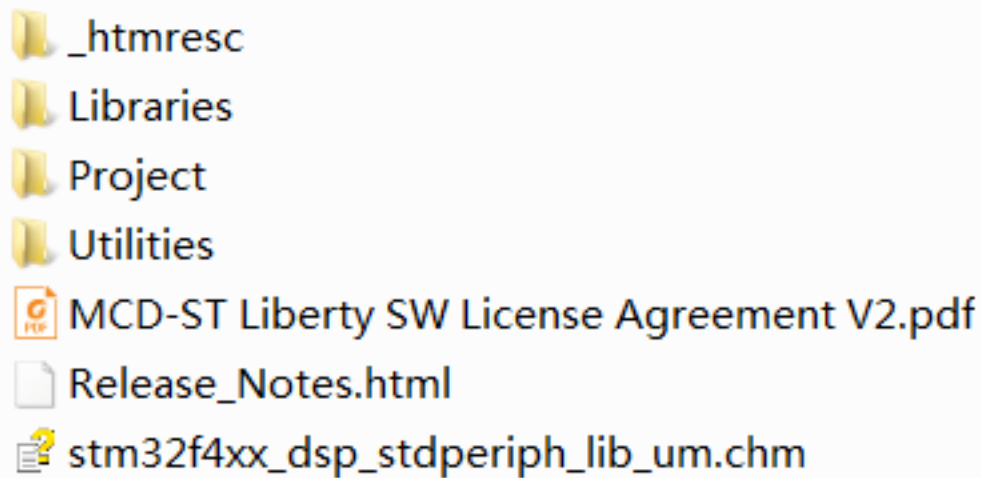 _htmresc
Libraries
Project
Utilities
MCD-ST Liberty SW License Agreement V2.pdf
Release_Notes.html
stm32f4xx_dsp_stdperiph_lib_um.chm